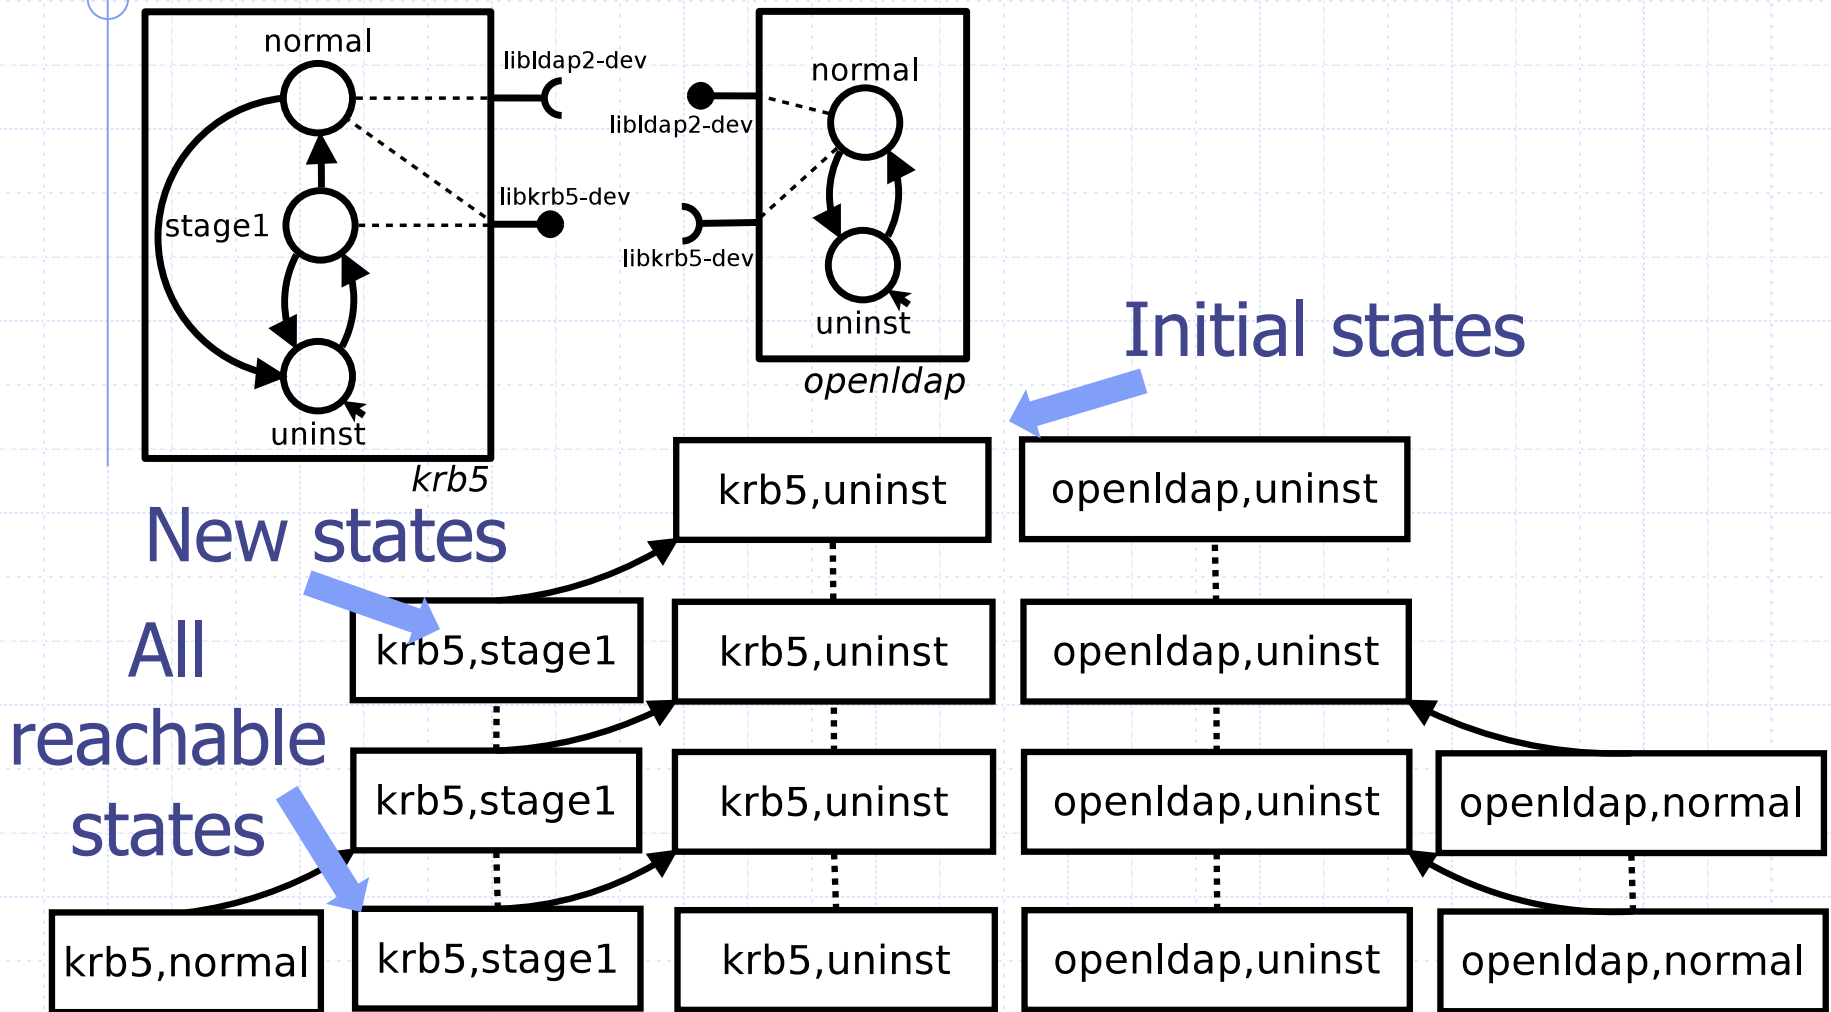 normal
libldap2-dev
normal
libldap2-dev
libkrb5-dev
stage1
libkrb5-dev
uninst
uninst
openldap
krb5
Initial states
New states
All
reachable
states
krb5,uninst
openldap,uninst
krb5,stage1
krb5,uninst
openldap,uninst
krb5,stage1
krb5,uninst
openldap,uninst
openldap,normal
krb5,normal
krb5,stage1
krb5,uninst
openldap,uninst
openldap,normal